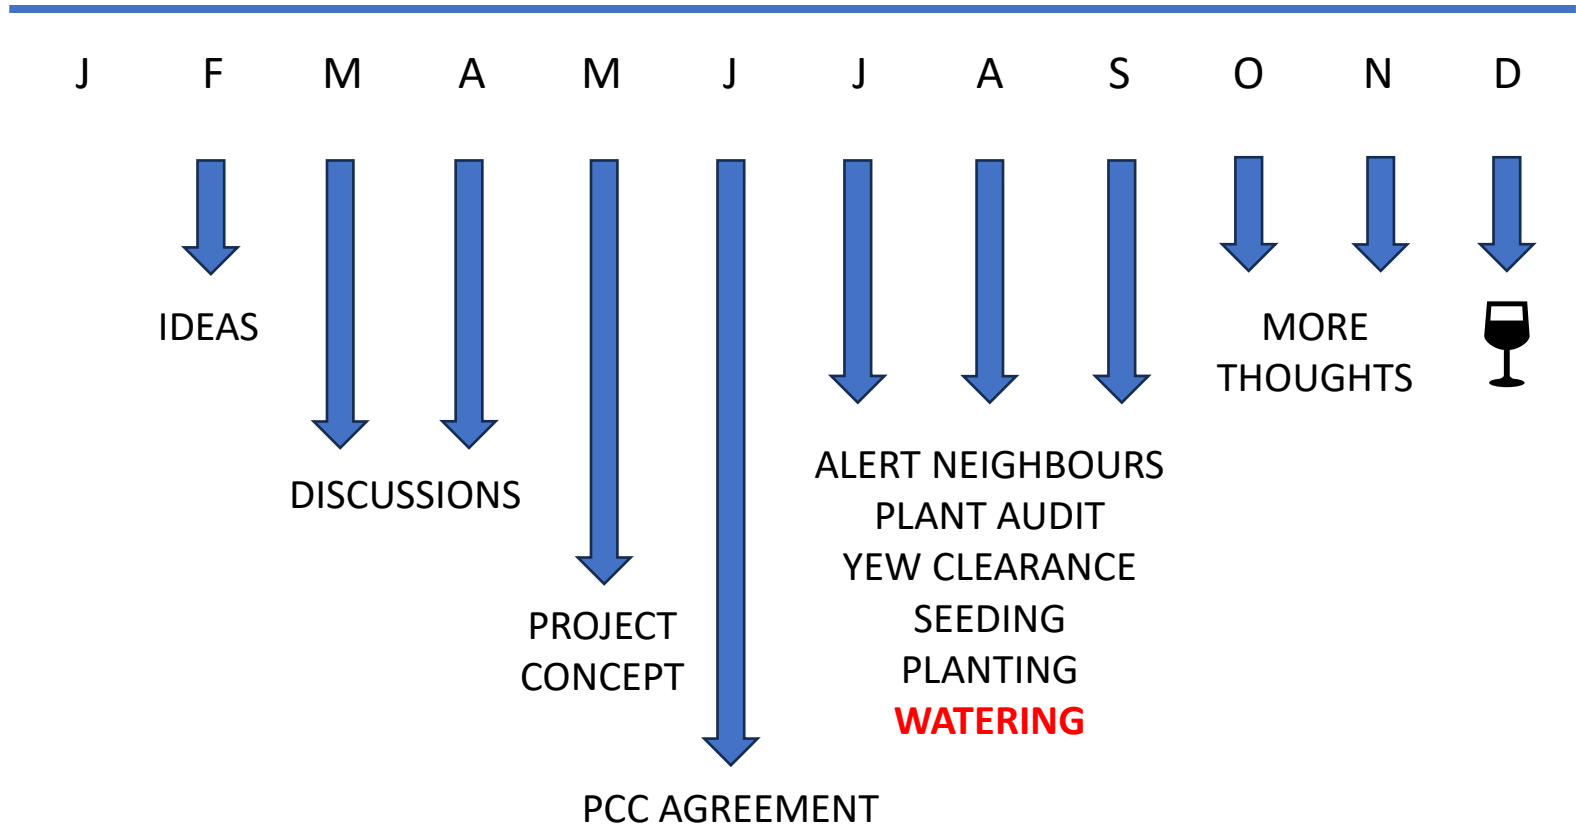 J F M A M J J A S O N D
IDEAS
DISCUSSIONS
PROJECT
CONCEPT
PCC AGREEMENT
ALERT NEIGHBOURS
PLANT AUDIT
YEW CLEARANCE
SEEDING
PLANTING
WATERING
MORE
THOUGHTS